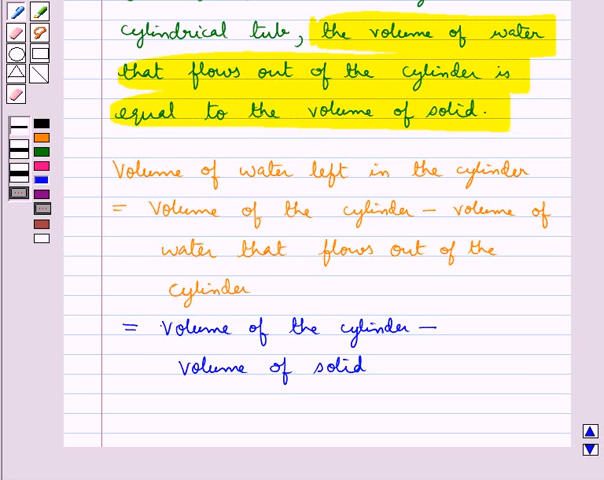 cylindrical tub, the volume of water
that flows out of the cylinder is
equal to the volume of solid.
Volume of water left in the cylinder
= Volume of the cylinder - volume of
water that flows out of the
cylinder
= Volume of the cylinder -
Volume of solid